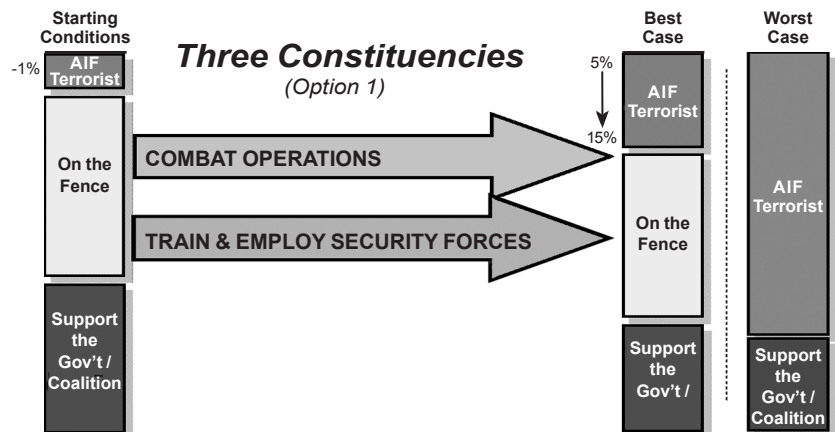 Starting
Conditions
-1%
AIF
Terrorist
On the
Fence
Support
the
Gov't /
Coalition
Three Constituencies
(Option 1)
COMBAT OPERATIONS
TRAIN & EMPLOY SECURITY FORCES
Best
Case
5%
15%
AIF
Terrorist
On the
Fence
Support
the
Gov't /
Worst
Case
AIF
Terrorist
Support
the
Gov't /
Coalition